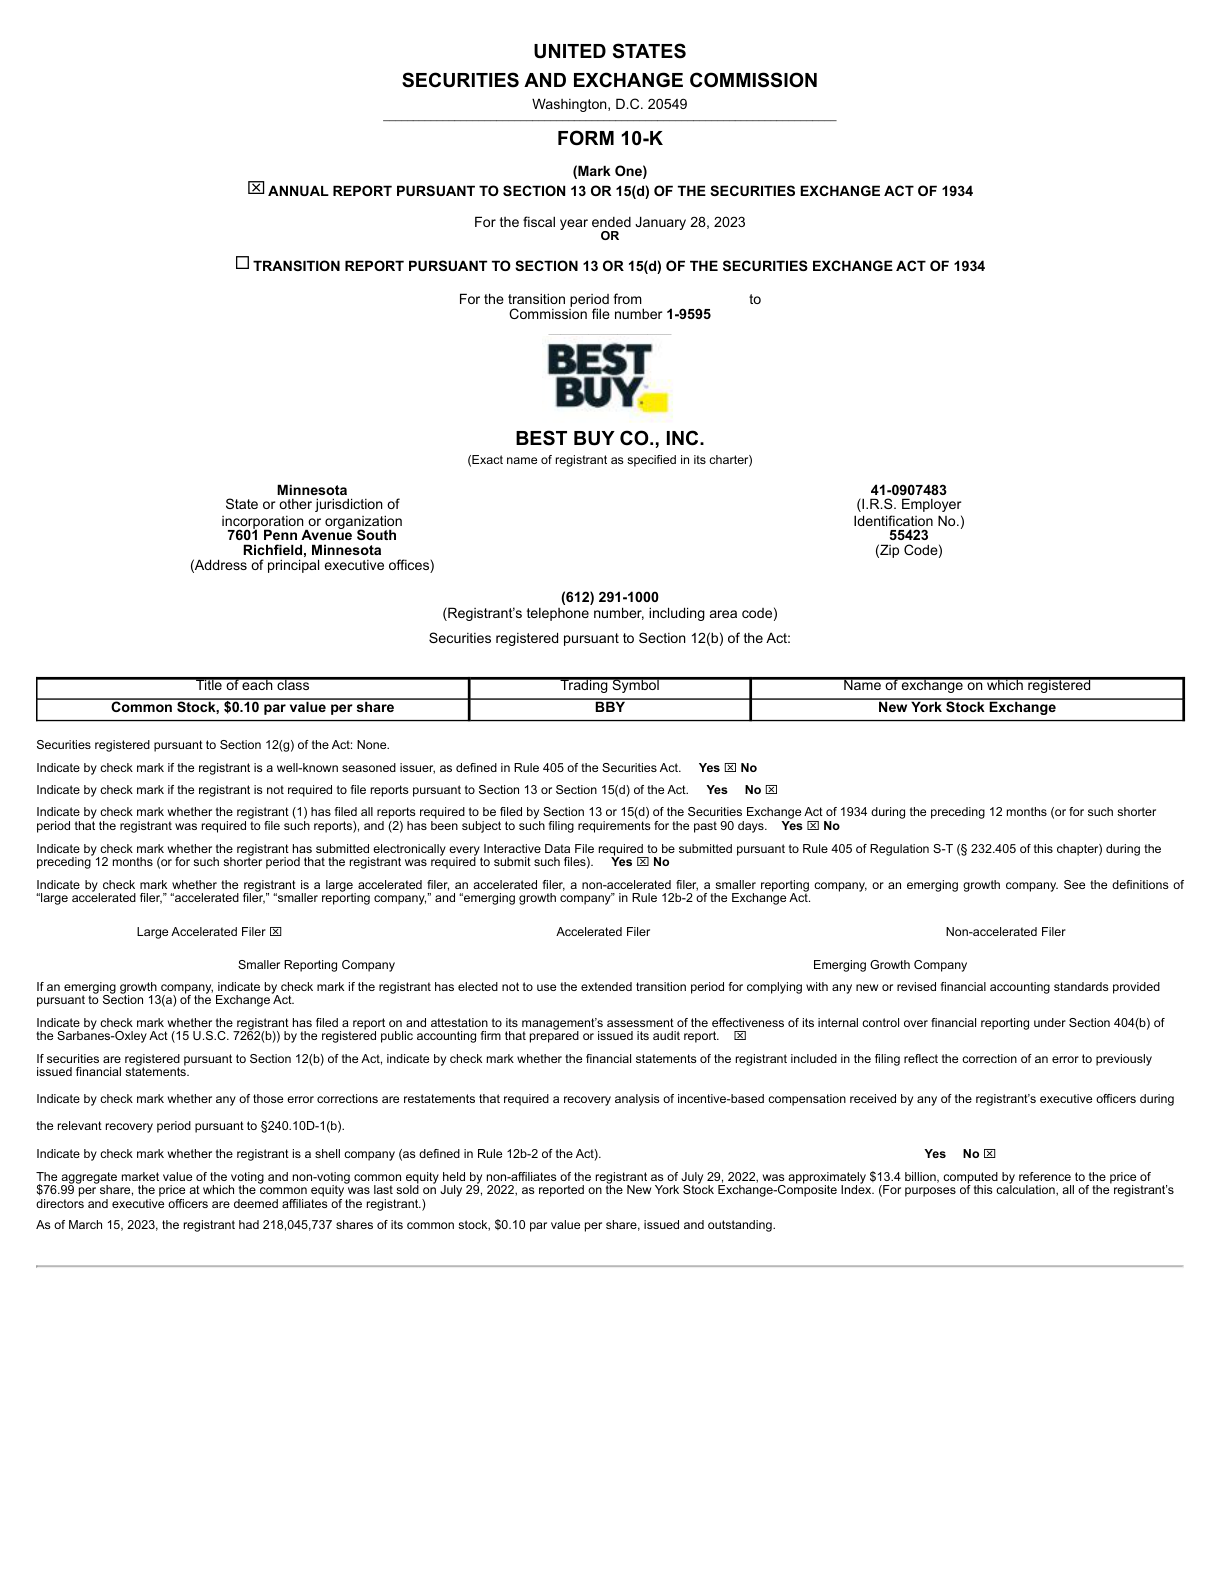 UNITED STATES
SECURITIES AND EXCHANGE COMMISSION
Washington, D.C. 20549
FORM 10-K
(Mark One)
☒ ANNUAL REPORT PURSUANT TO SECTION 13 OR 15(d) OF THE SECURITIES EXCHANGE ACT OF 1934
For the fiscal year ended January 28, 2023
OR
☐ TRANSITION REPORT PURSUANT TO SECTION 13 OR 15(d) OF THE SECURITIES EXCHANGE ACT OF 1934
For the transition period from to
Commission file number 1-9595
BEST
BUY™
BEST BUY CO., INC.
(Exact name of registrant as specified in its charter)
Minnesota 41-0907483
State or other jurisdiction of (I.R.S. Employer
incorporation or organization Identification No.)
7601 Penn Avenue South 55423
Richfield, Minnesota (Zip Code)
(Address of principal executive offices)
(612) 291-1000
(Registrant’s telephone number, including area code)
Securities registered pursuant to Section 12(b) of the Act:
Title of each class Trading Symbol Name of exchange on which registered
Common Stock, $0.10 par value per share BBY New York Stock Exchange
Securities registered pursuant to Section 12(g) of the Act: None.
Indicate by check mark if the registrant is a well-known seasoned issuer, as defined in Rule 405 of the Securities Act. Yes ☒ No
Indicate by check mark if the registrant is not required to file reports pursuant to Section 13 or Section 15(d) of the Act. Yes No ☒
Indicate by check mark whether the registrant (1) has filed all reports required to be filed by Section 13 or 15(d) of the Securities Exchange Act of 1934 during the preceding 12 months (or for such shorter
period that the registrant was required to file such reports), and (2) has been subject to such filing requirements for the past 90 days. Yes ☒ No
Indicate by check mark whether the registrant has submitted electronically every Interactive Data File required to be submitted pursuant to Rule 405 of Regulation S-T (§ 232.405 of this chapter) during the
preceding 12 months (or for such shorter period that the registrant was required to submit such files). Yes ☒ No
Indicate by check mark whether the registrant is a large accelerated filer, an accelerated filer, a non-accelerated filer, a smaller reporting company, or an emerging growth company. See the definitions of
“large accelerated filer,” “accelerated filer,” “smaller reporting company,” and “emerging growth company” in Rule 12b-2 of the Exchange Act.
Large Accelerated Filer ☒ Accelerated Filer Non-accelerated Filer
Smaller Reporting Company Emerging Growth Company
If an emerging growth company, indicate by check mark if the registrant has elected not to use the extended transition period for complying with any new or revised financial accounting standards provided
pursuant to Section 13(a) of the Exchange Act.
Indicate by check mark whether the registrant has filed a report on and attestation to its management’s assessment of the effectiveness of its internal control over financial reporting under Section 404(b) of
the Sarbanes-Oxley Act (15 U.S.C. 7262(b)) by the registered public accounting firm that prepared or issued its audit report. ☒
If securities are registered pursuant to Section 12(b) of the Act, indicate by check mark whether the financial statements of the registrant included in the filing reflect the correction of an error to previously
issued financial statements.
Indicate by check mark whether any of those error corrections are restatements that required a recovery analysis of incentive-based compensation received by any of the registrant’s executive officers during
the relevant recovery period pursuant to §240.10D-1(b).
Indicate by check mark whether the registrant is a shell company (as defined in Rule 12b-2 of the Act). Yes No ☒
The aggregate market value of the voting and non-voting common equity held by non-affiliates of the registrant as of July 29, 2022, was approximately $13.4 billion, computed by reference to the price of
$76.99 per share, the price at which the common equity was last sold on July 29, 2022, as reported on the New York Stock Exchange-Composite Index. (For purposes of this calculation, all of the registrant’s
directors and executive officers are deemed affiliates of the registrant.)
As of March 15, 2023, the registrant had 218,045,737 shares of its common stock, $0.10 par value per share, issued and outstanding.